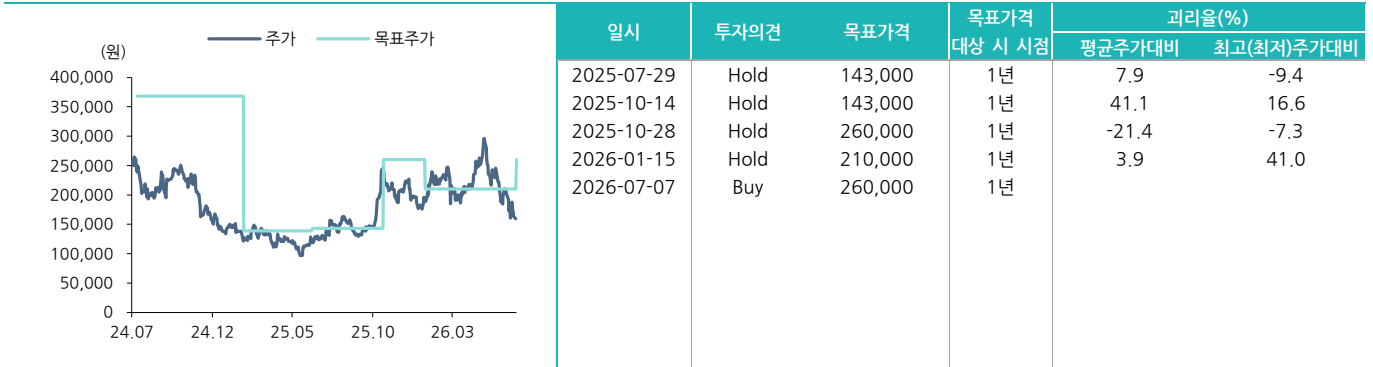 주가 목표주가
(원)
400,000
350,000
300,000
250,000
200,000
150,000
100,000
50,000
0
24.07 24.12 25.05 25.10 26.03
일시 투자의견 목표가격 목표가격 대상 시 시점 괴리율(%)
평균주가대비 최고(최저)주가대비
2025-07-29 Hold 143,000 1년 7.9 -9.4
2025-10-14 Hold 143,000 1년 41.1 16.6
2025-10-28 Hold 260,000 1년 -21.4 -7.3
2026-01-15 Hold 210,000 1년 3.9 41.0
2026-07-07 Buy 260,000 1년